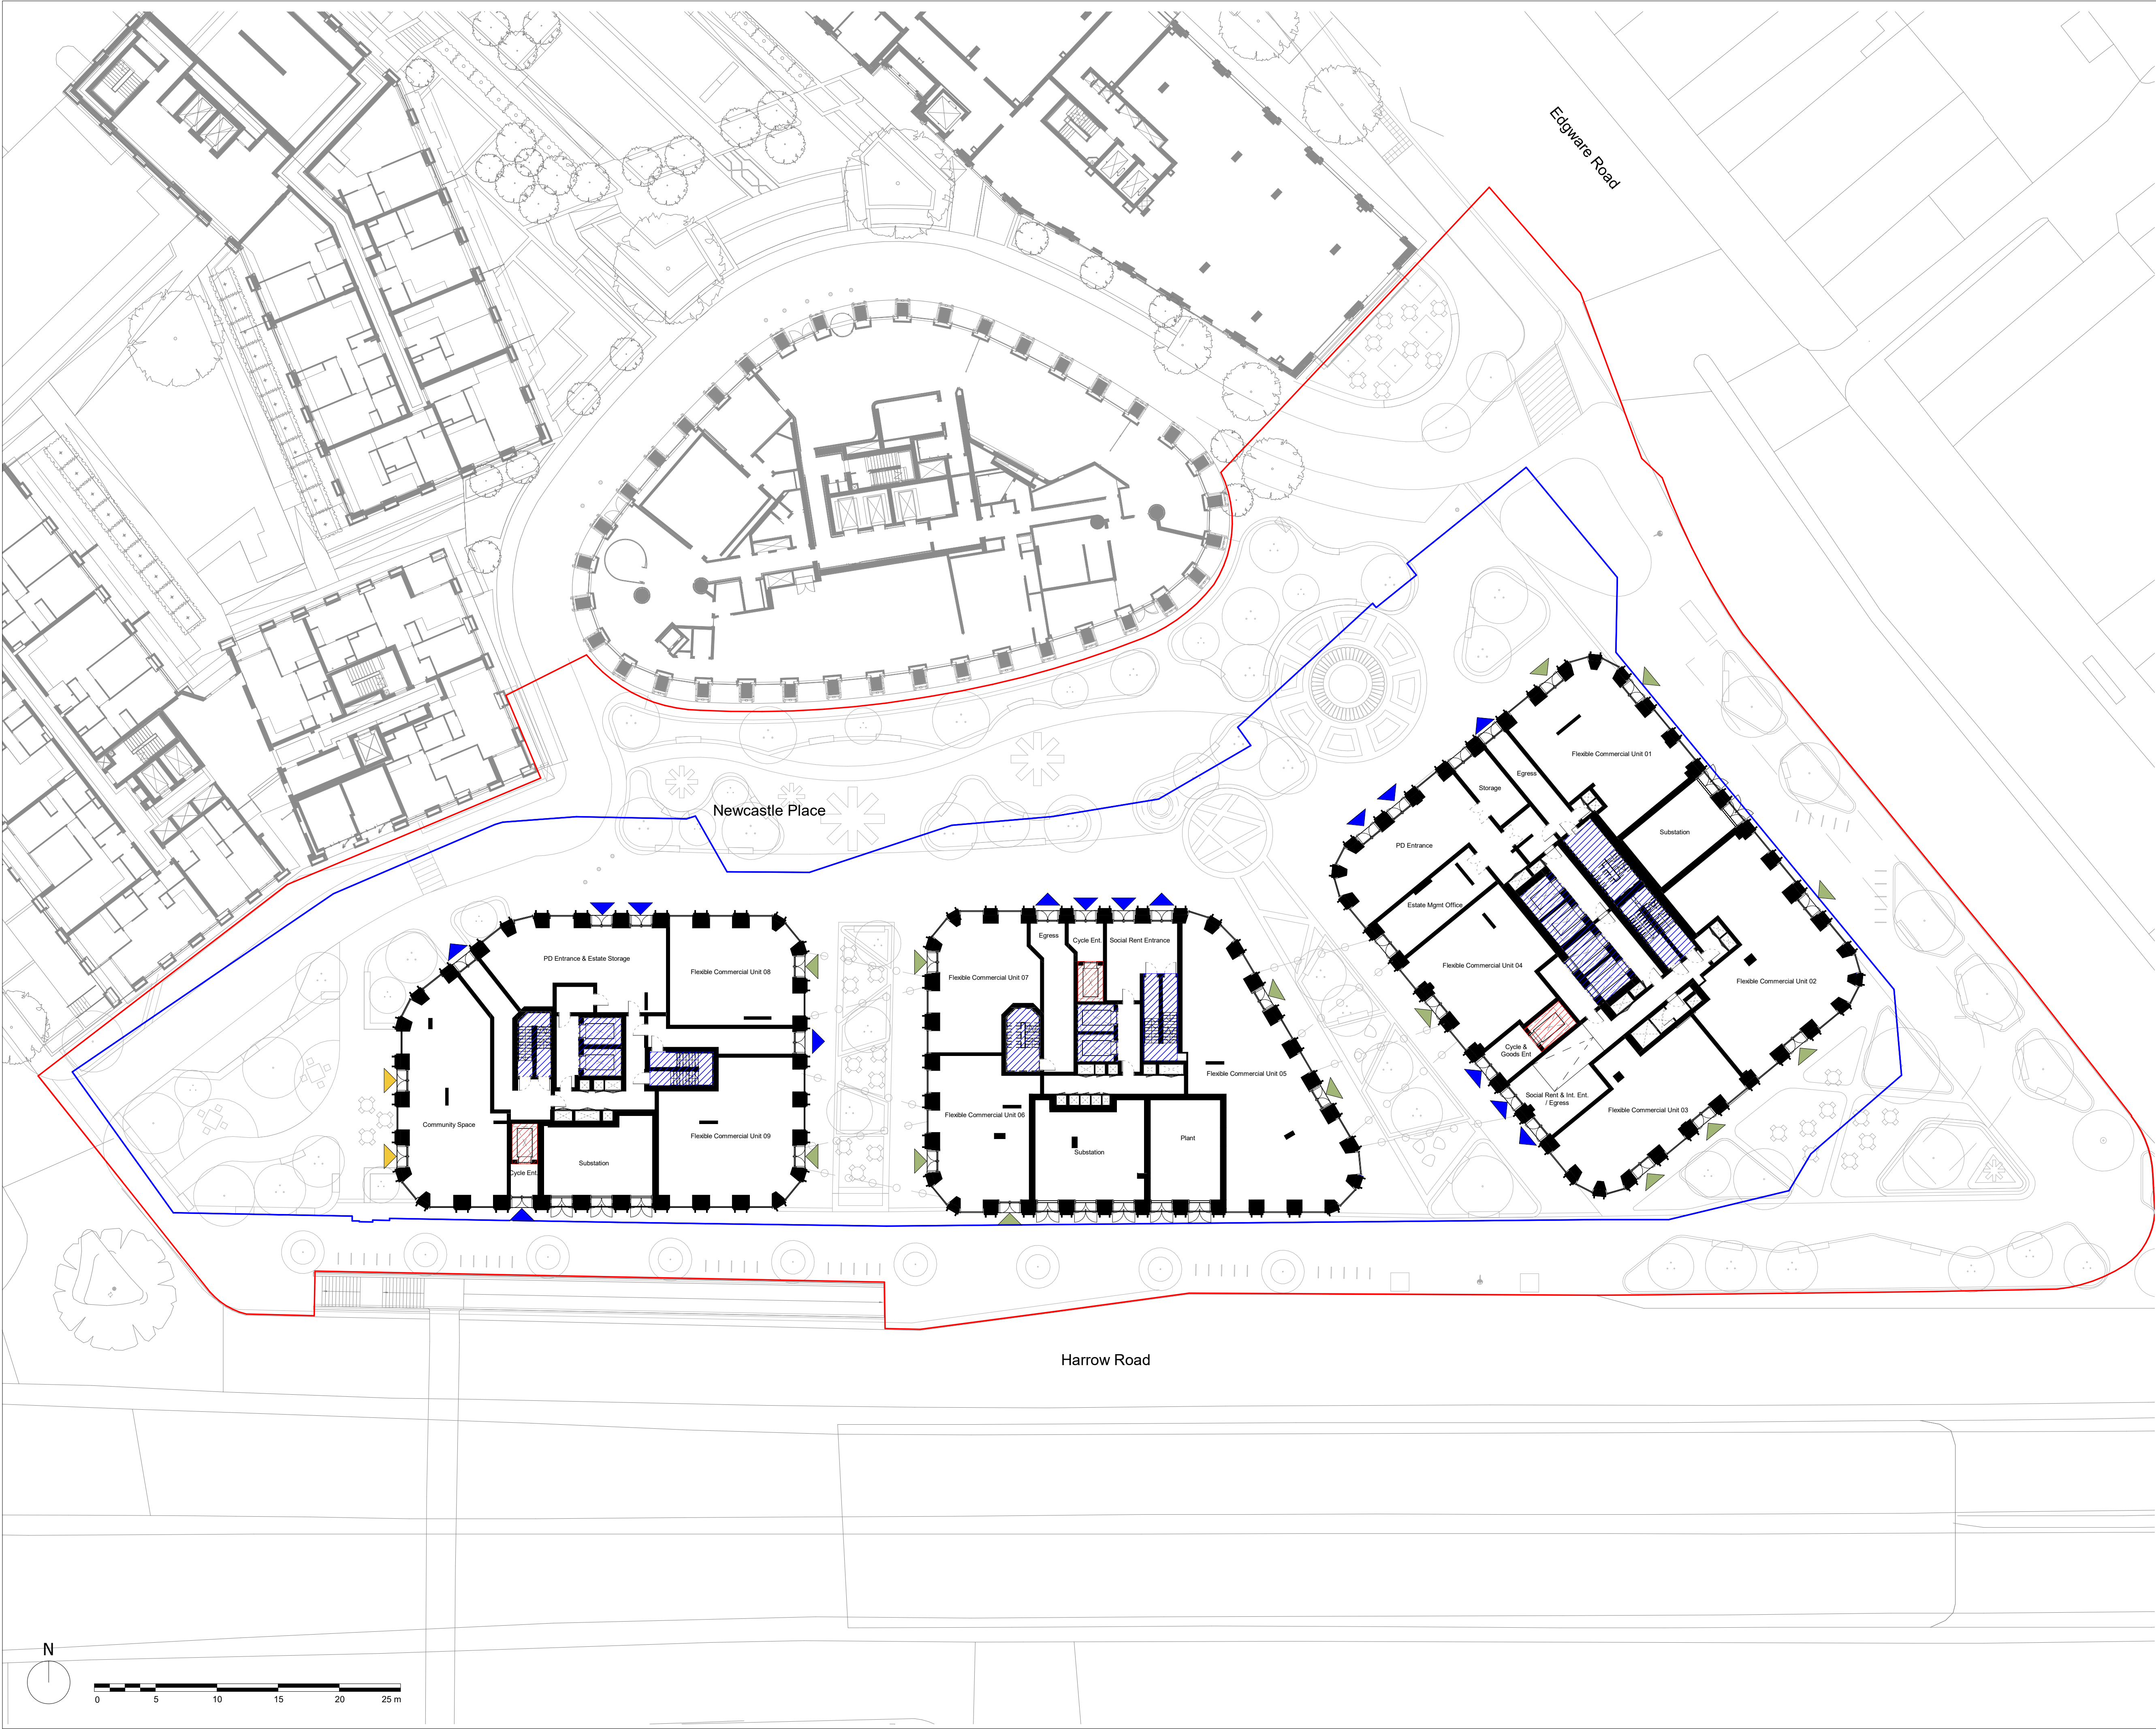 Edgware Road
Newcastle Place
Flexible Commercial Unit 01
Egress
Storage
Substation
PD Entrance
Estate Mgmt Office
Flexible Commercial Unit 04
Flexible Commercial Unit 02
Cycle &
Goods Ent
Social Rent & Int. Ent.
/ Egress
Flexible Commercial Unit 03
PD Entrance & Estate Storage
Flexible Commercial Unit 08
Community Space
Flexible Commercial Unit 09
Cycle Ent.
Substation
Egress
Cycle Ent.
Social Rent Entrance
Flexible Commercial Unit 07
Flexible Commercial Unit 05
Flexible Commercial Unit 06
Plant
Substation
Harrow Road
N
0 5 10 15 20 25 m